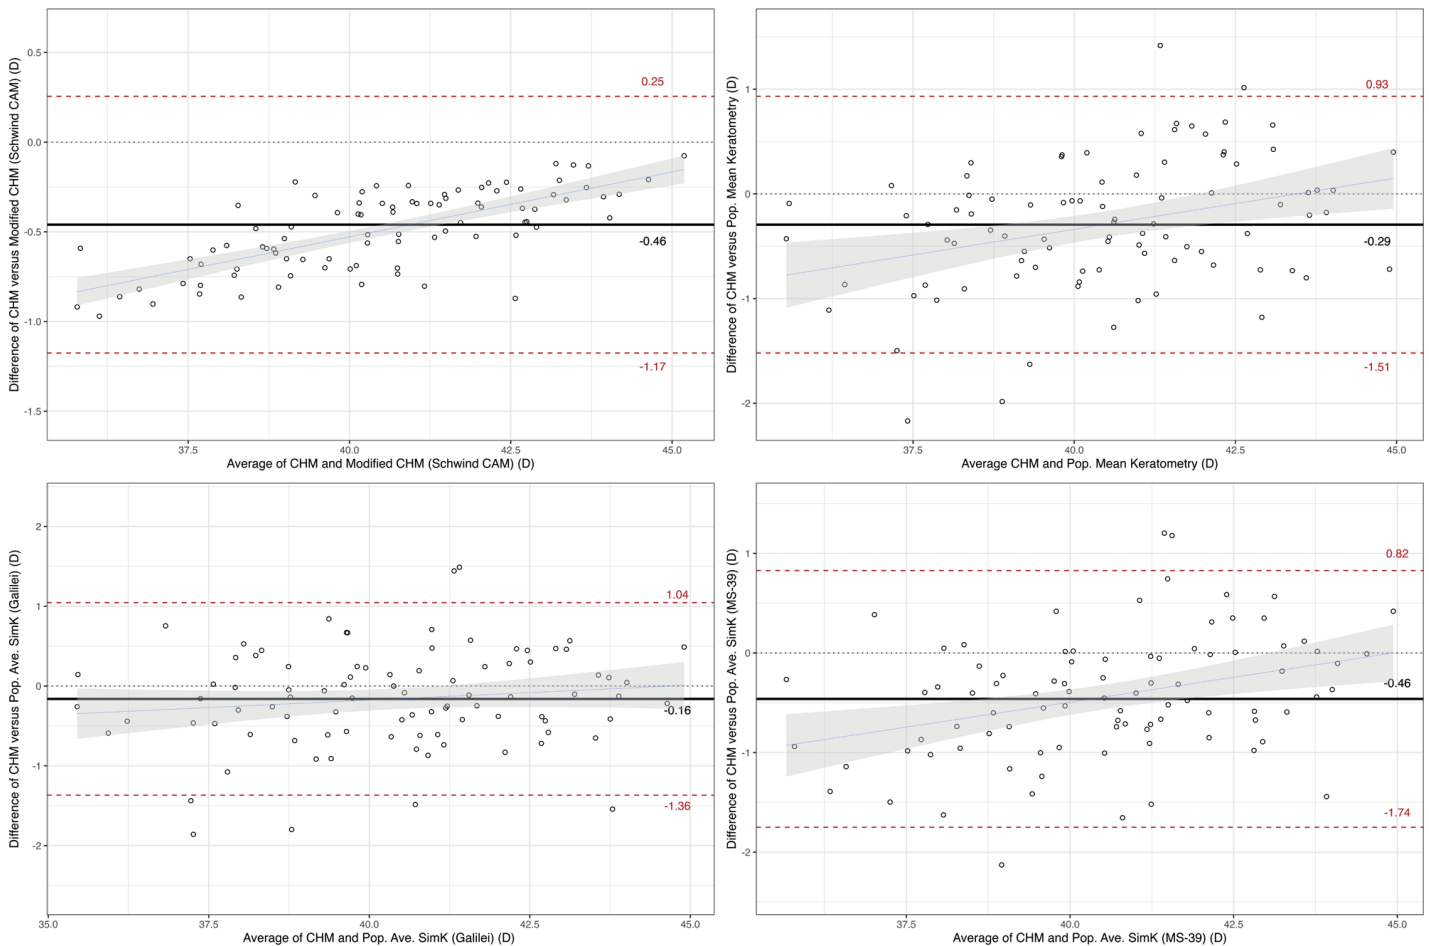 Difference of CHM versus Modified CHM (Schwind CAM) (D)
0.5
0.0
-0.5
-1.0
-1.5
0.25
-0.46
-1.17
37.5 40.0 42.5 45.0
Average of CHM and Modified CHM (Schwind CAM) (D)
Difference of CHM versus Pop. Mean Keratometry (D)
1
0
-1
-2
0.93
-0.29
-1.51
37.5 40.0 42.5 45.0
Average CHM and Pop. Mean Keratometry (D)
Difference of CHM versus Pop. Ave. SimK (Galilei) (D)
2
1
0
-1
-2
1.04
-0.16
-1.36
35.0 37.5 40.0 42.5 45.0
Average of CHM and Pop. Ave. SimK (Galilei) (D)
Difference of CHM versus Pop. Ave. SimK (MS-39) (D)
1
0
-1
-2
0.82
-0.46
-1.74
37.5 40.0 42.5 45.0
Average of CHM and Pop. Ave. SimK (MS-39) (D)